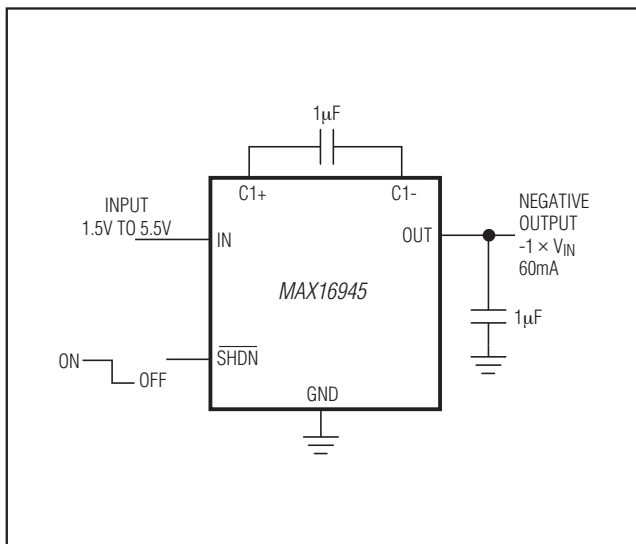 1µF
C1+ C1-
INPUT
1.5V TO 5.5V
IN
OUT
NEGATIVE
OUTPUT
-1 × VIN
60mA
MAX16945
1µF
ON
OFF
SHDN
GND